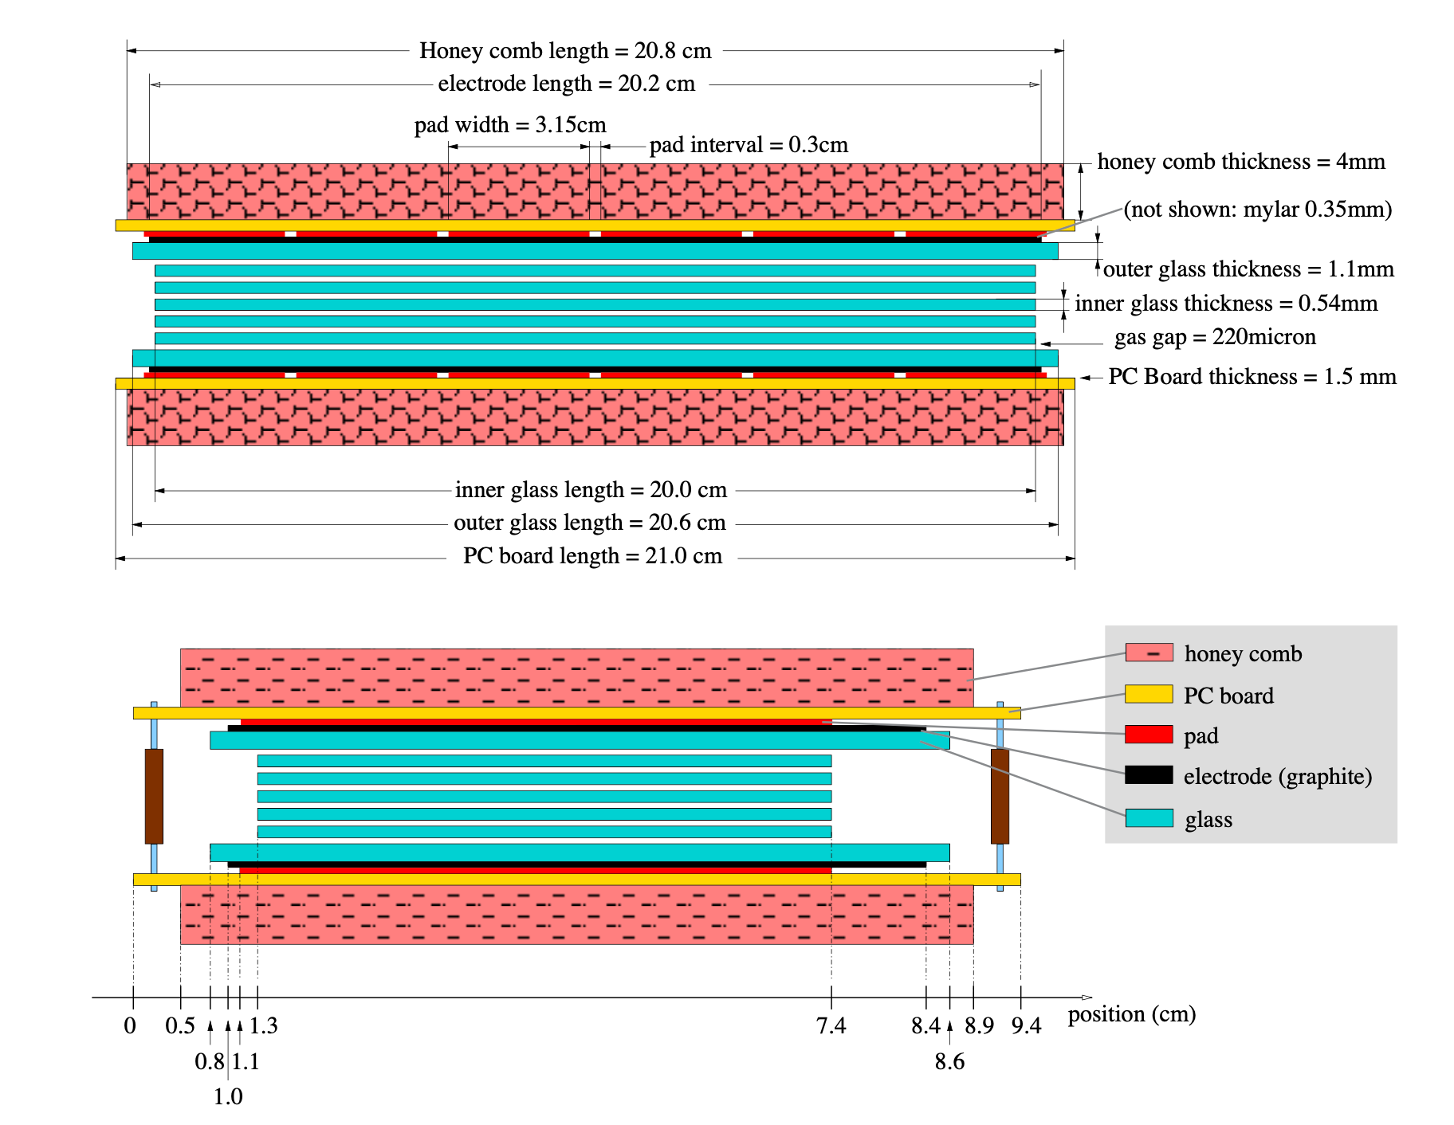 Honey comb length = 20.8 cm
electrode length = 20.2 cm
pad width = 3.15cm
pad interval = 0.3cm
honey comb thickness = 4mm
(not shown: mylar 0.35mm)
outer glass thickness = 1.1mm
inner glass thickness = 0.54mm
gas gap = 220micron
PC Board thickness = 1.5 mm
inner glass length = 20.0 cm
outer glass length = 20.6 cm
PC board length = 21.0 cm
honey comb
PC board
pad
electrode (graphite)
glass
position (cm)
0 0.5 1.3 7.4 8.4 8.9 9.4
0.8 1.1 8.6
1.0